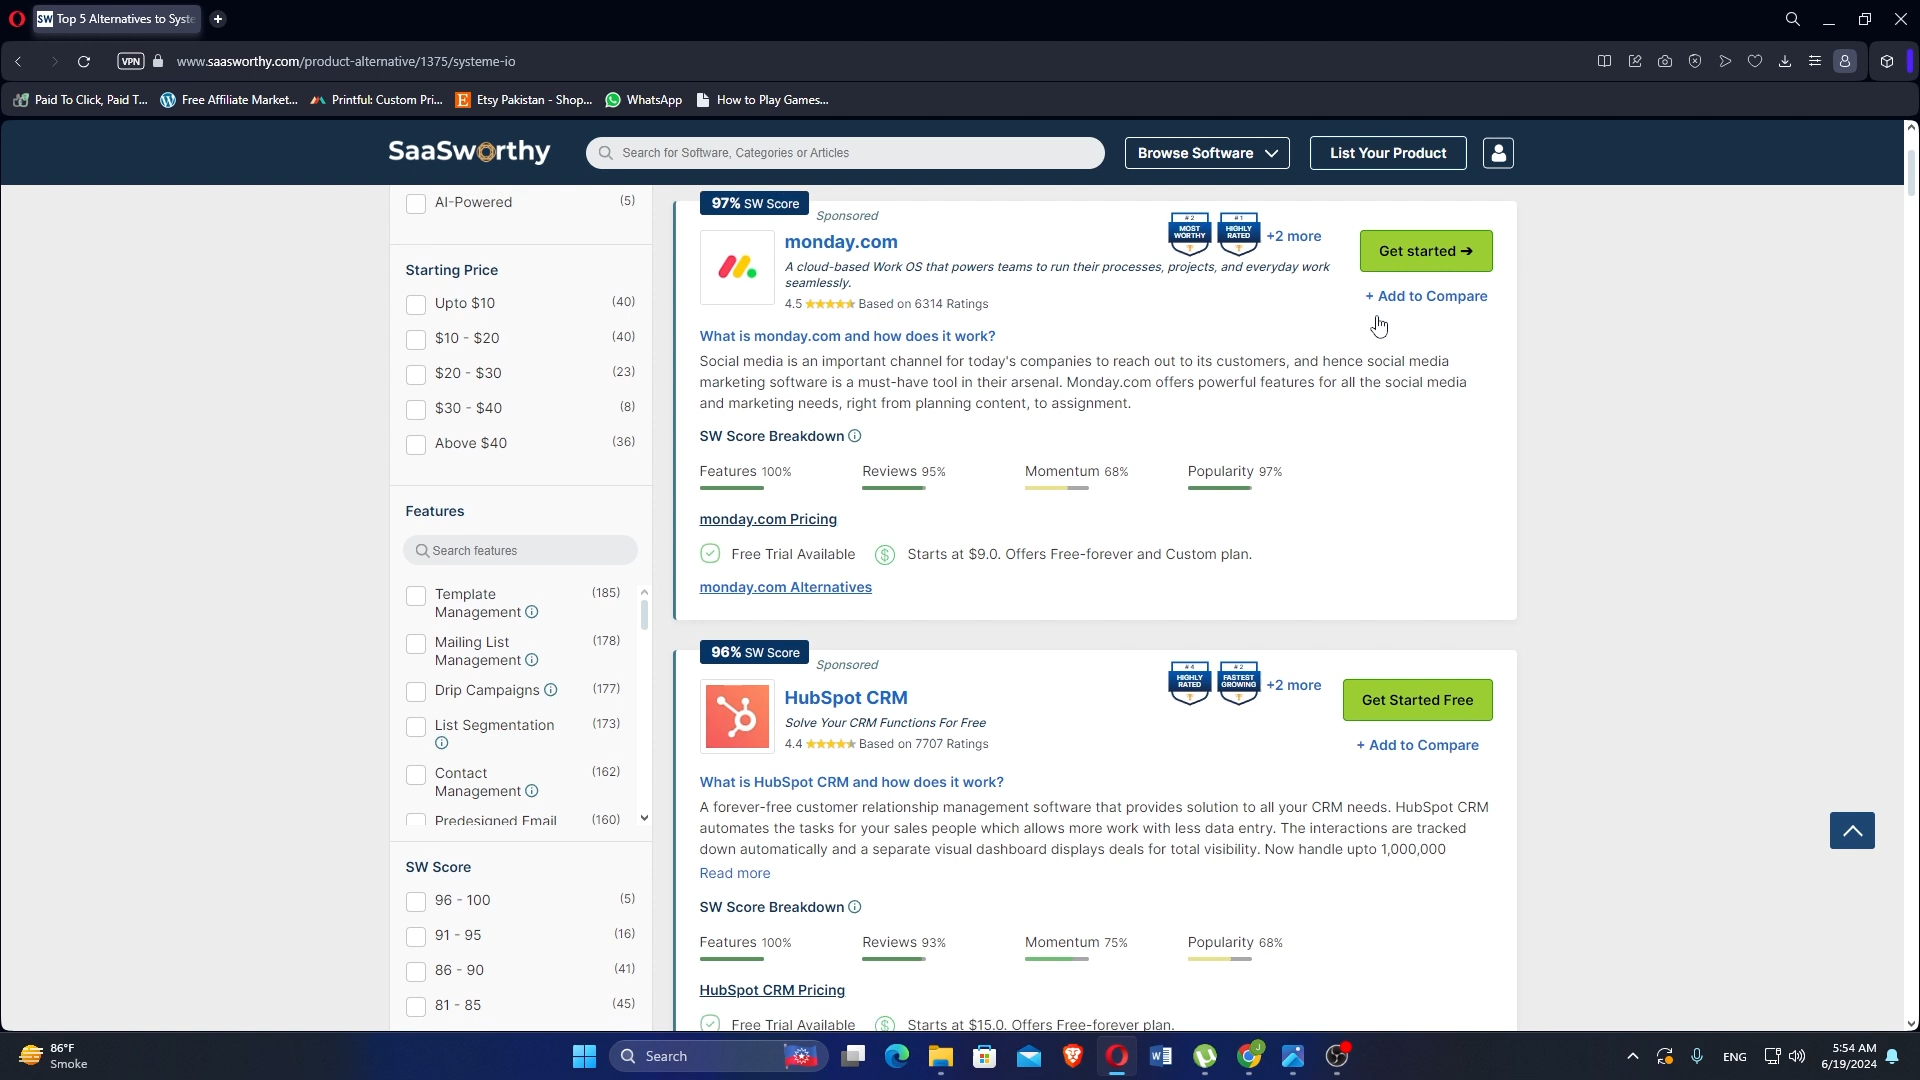 SW Top 5 Alternatives to Syste
VPN
www.saasworthy.com/product-alternative/1375/systeme-io
Paid To Click, Paid T...
Free Affiliate Market...
Printful: Custom Pri...
Etsy Pakistan - Shop...
WhatsApp
How to Play Games...
SaaSworthy
Search for Software, Categories or Articles
Browse Software
List Your Product
AI-Powered (5)
Starting Price
Upto $10 (40)
$10 - $20 (40)
$20 - $30 (23)
$30 - $40 (8)
Above $40 (36)
Features
Search features
Template (185)
Management
Mailing List (178)
Management
Drip Campaigns (177)
List Segmentation (173)
Contact (162)
Management
Predesigned Email (160)
SW Score
96 - 100 (5)
91 - 95 (16)
86 - 90 (41)
81 - 85 (45)
97% SW Score
Sponsored
monday.com
#2 MOST WORTHY
#1 HIGHLY RATED
+2 more
Get started ➔
A cloud-based Work OS that powers teams to run their processes, projects, and everyday work
seamlessly.
4.5 Based on 6314 Ratings
+ Add to Compare
What is monday.com and how does it work?
Social media is an important channel for today's companies to reach out to its customers, and hence social media
marketing software is a must-have tool in their arsenal. Monday.com offers powerful features for all the social media
and marketing needs, right from planning content, to assignment.
SW Score Breakdown
Features 100% Reviews 95% Momentum 68% Popularity 97%
monday.com Pricing
Free Trial Available $ Starts at $9.0. Offers Free-forever and Custom plan.
monday.com Alternatives
96% SW Score
Sponsored
HubSpot CRM
#4 HIGHLY RATED
#2 FASTEST GROWING
+2 more
Get Started Free
Solve Your CRM Functions For Free
4.4 Based on 7707 Ratings
+ Add to Compare
What is HubSpot CRM and how does it work?
A forever-free customer relationship management software that provides solution to all your CRM needs. HubSpot CRM
automates the tasks for your sales people which allows more work with less data entry. The interactions are tracked
down automatically and a separate visual dashboard displays deals for total visibility. Now handle upto 1,000,000
Read more
SW Score Breakdown
Features 100% Reviews 93% Momentum 75% Popularity 68%
HubSpot CRM Pricing
Free Trial Available $ Starts at $15.0. Offers Free-forever plan.
86°F
Smoke
Search
ENG
5:54 AM
6/19/2024